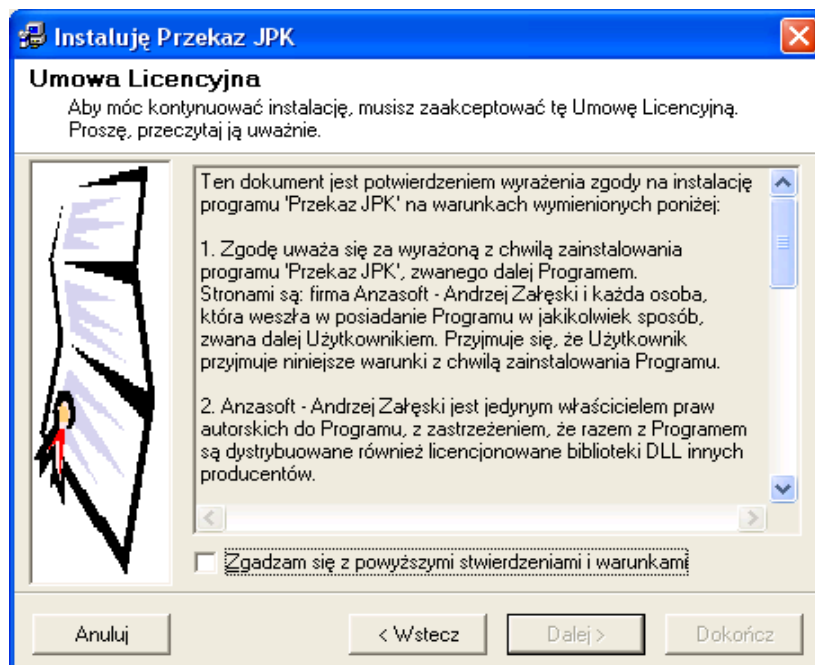 Instaluję Przekaz JPK
Umowa Licencyjna
Aby móc kontynuować instalację, musisz zaakceptować tę Umowę Licencyjną.
Proszę, przeczytaj ją uważnie.
Ten dokument jest potwierdzeniem wyrażenia zgody na instalację
programu 'Przekaz JPK' na warunkach wymienionych poniżej:
1. Zgodę uważa się za wyrażoną z chwilą zainstalowania
programu 'Przekaz JPK', zwanego dalej Programem.
Stronami są: firma Anzasoft - Andrzej Załęski i każda osoba,
która weszła w posiadanie Programu w jakikolwiek sposób,
zwana dalej Użytkownikiem. Przyjmuje się, że Użytkownik
przyjmuje niniejsze warunki z chwilą zainstalowania Programu.
2. Anzasoft - Andrzej Załęski jest jedynym właścicielem praw
autorskich do Programu, z zastrzeżeniem, że razem z Programem
są dystrybuowane również licencjonowane biblioteki DLL innych
producentów.
Zgadzam się z powyższymi stwierdzeniami i warunkami
Anuluj
< Wstecz
Dalej >
Dokończ